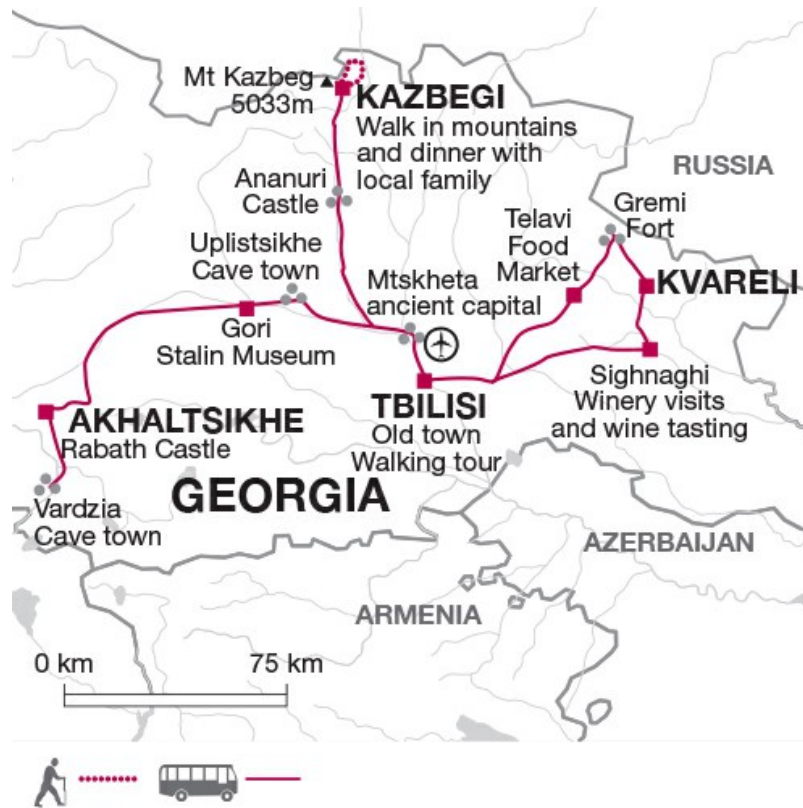 Mt Kazbeg
5033m
KAZBEGI
Walk in mountains
and dinner with
local family
RUSSIA
Ananuri
Castle
Gremi
Fort
Telavi
Food
Market
Uplistsikhe
Cave town
Mtskheta
ancient capital
KVARELI
Gori
Stalin Museum
Sighnaghi
Winery visits
and wine tasting
TBILISI
Old town
Walking tour
AKHALTSIKHE
Rabath Castle
GEORGIA
Vardzia
Cave town
AZERBAIJAN
ARMENIA
0 km
75 km